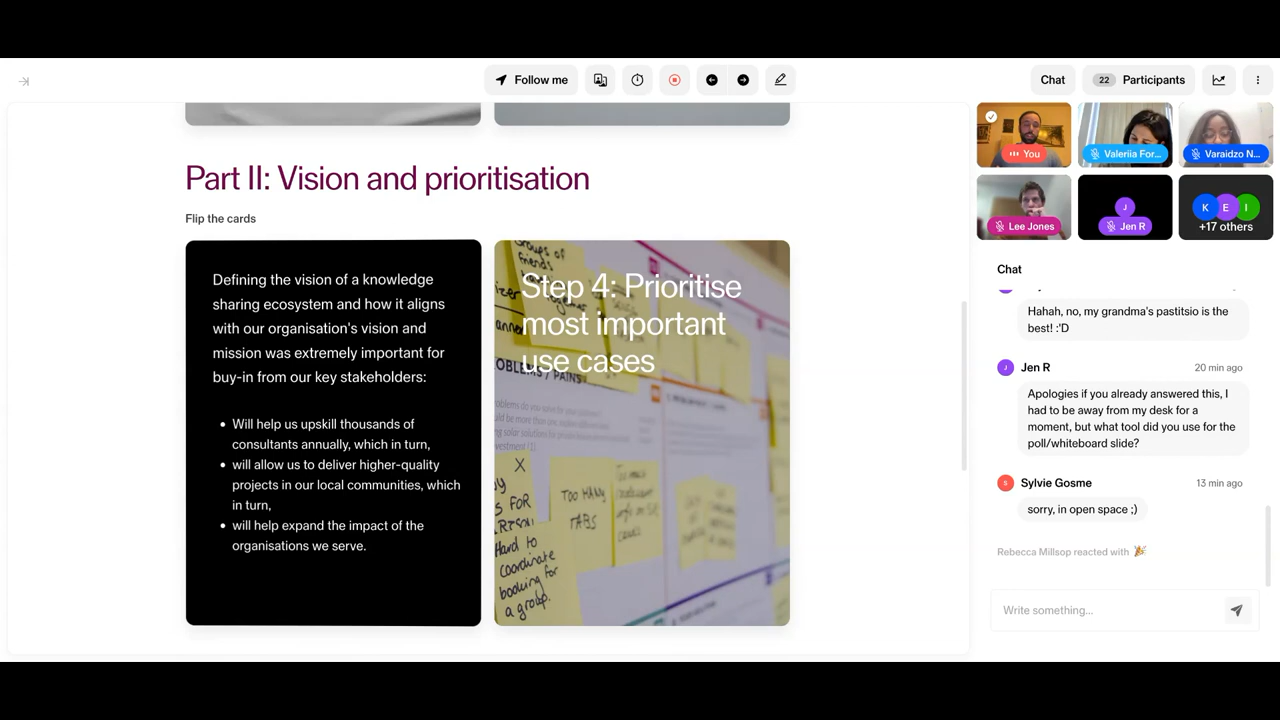 Follow me
Chat
22 Participants
Part II: Vision and prioritisation
Flip the cards
Defining the vision of a knowledge
sharing ecosystem and how it aligns
with our organisation's vision and
mission was extremely important for
buy-in from our key stakeholders:
Will help us upskill thousands of
consultants annually, which in turn,
will allow us to deliver higher-quality
projects in our local communities, which
in turn,
will help expand the impact of the
organisations we serve.
Groups of
friends
Step 4: Prioritise
most important
use cases
OBLEMS / PAINS
X
FOR
Hard to
coordinate
booking for
a group.
TOO MANY
TABS
Too much
You
Valeriia For...
Varaidzo N...
Lee Jones
J
Jen R
K E I
+17 others
Chat
Hahah, no, my grandma's pastitsio is the
best! :'D
J Jen R 20 min ago
Apologies if you already answered this, I
had to be away from my desk for a
moment, but what tool did you use for the
poll/whiteboard slide?
S Sylvie Gosme 13 min ago
sorry, in open space ;)
Rebecca Millsop reacted with 🎉
Write something...